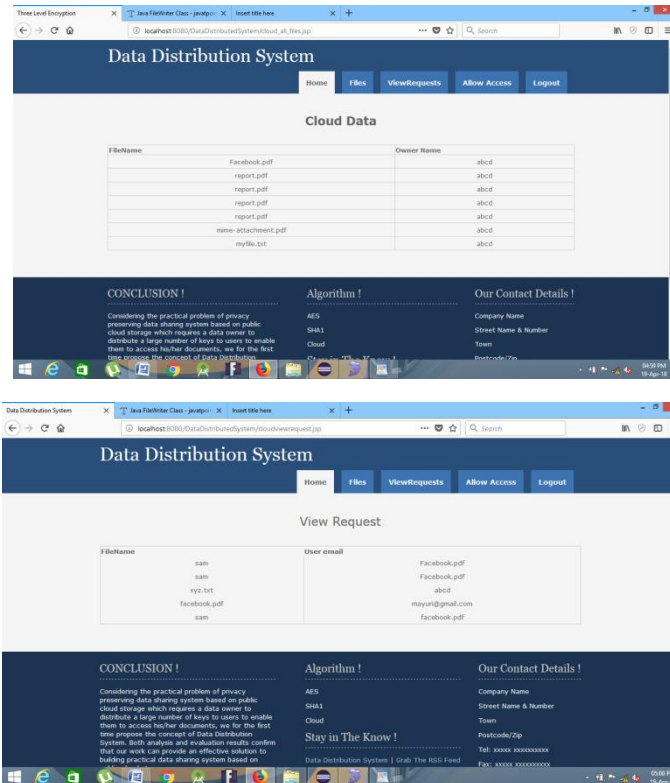 Three Level Encryption
Java FileWriter Class - javatpoin
Insert title here
localhost:8080/DataDistributedSystem/cloud_all_files.jsp
Search
Data Distribution System
Home Files ViewRequests Allow Access Logout
Cloud Data
FileName Owner Name
Facebook.pdf abcd
report.pdf abcd
report.pdf abcd
report.pdf abcd
report.pdf abcd
mime-attachment.pdf abcd
myfile.txt abcd
CONCLUSION ! Algorithm ! Our Contact Details !
Considering the practical problem of privacy AES Company Name
preserving data sharing system based on public
cloud storage which requires a data owner to SHA1 Street Name & Number
distribute a large number of keys to users to enable
them to access his/her documents, we for the first Cloud Town
time propose the concept of Data Distribution Stay in The Know ! Postcode/Zip
04:59 PM
19-Apr-18
Data Distribution System
Java FileWriter Class - javatpoin
Insert title here
localhost:8080/DataDistributedSystem/cloudviewrequest.jsp
Search
Data Distribution System
Home Files ViewRequests Allow Access Logout
View Request
FileName User email
sam Facebook.pdf
sam Facebook.pdf
xyz.txt abcd
facebook.pdf mayuri@gmail.com
sam facebook.pdf
CONCLUSION ! Algorithm ! Our Contact Details !
Considering the practical problem of privacy AES Company Name
preserving data sharing system based on public
cloud storage which requires a data owner to SHA1 Street Name & Number
distribute a large number of keys to users to enable
them to access his/her documents, we for the first Cloud Town
time propose the concept of Data Distribution
System. Both analysis and evaluation results confirm Stay in The Know ! Postcode/Zip
that our work can provide an effective solution to Tel: xxxxx xxxxxxxxxx
building practical data sharing system based on Data Distribution System | Grab The RSS Feed
Fax: xxxxx xxxxxxxxxx
05:00 PM
19-Apr